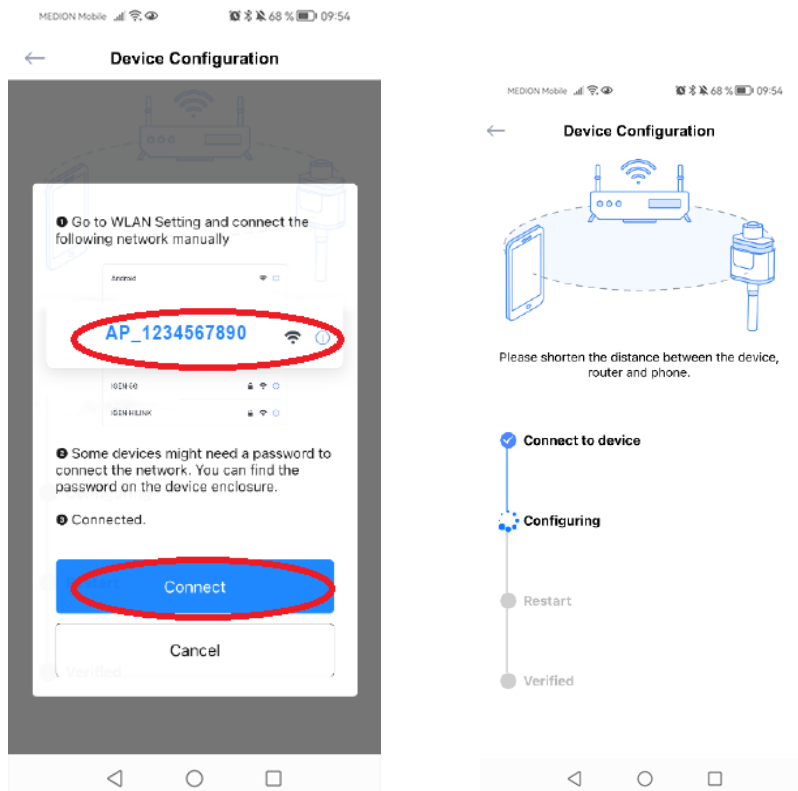 MEDION Mobile 68 % 09:54
Device Configuration
❶ Go to WLAN Setting and connect the
following network manually
Android
AP_1234567890
IGEN-HILINK
❷ Some devices might need a password to
connect the network. You can find the
password on the device enclosure.
❸ Connected.
Connect
Cancel
Verified
MEDION Mobile 68 % 09:54
Device Configuration
Please shorten the distance between the device,
router and phone.
Connect to device
Configuring
Restart
Verified